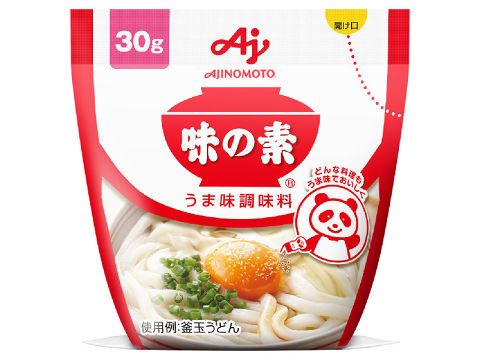 30g
Aj
開け口
AJINOMOTO
味の素
®
うま味調味料
どんな料理も
うま味でおいしく
使用例:釜玉うどん